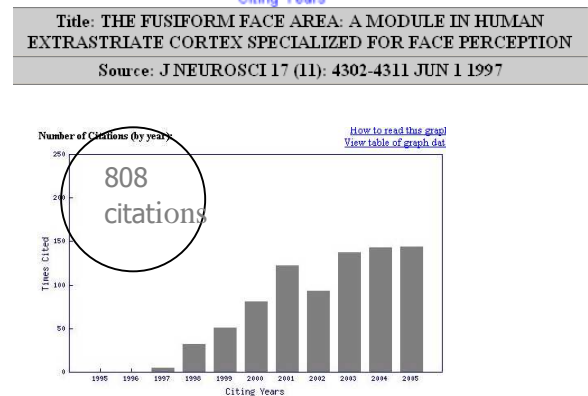 Citing Years
Title: THE FUSIFORM FACE AREA: A MODULE IN HUMAN
EXTRASTRIATE CORTEX SPECIALIZED FOR FACE PERCEPTION
Source: J NEUROSCI 17 (11): 4302-4311 JUN 1 1997
Number of Citations (by year):
How to read this grapl
View table of graph dat
808
citations
250
200
150
100
50
0
Times Cited
1995 1996 1997 1998 1999 2000 2001 2002 2003 2004 2005
Citing Years